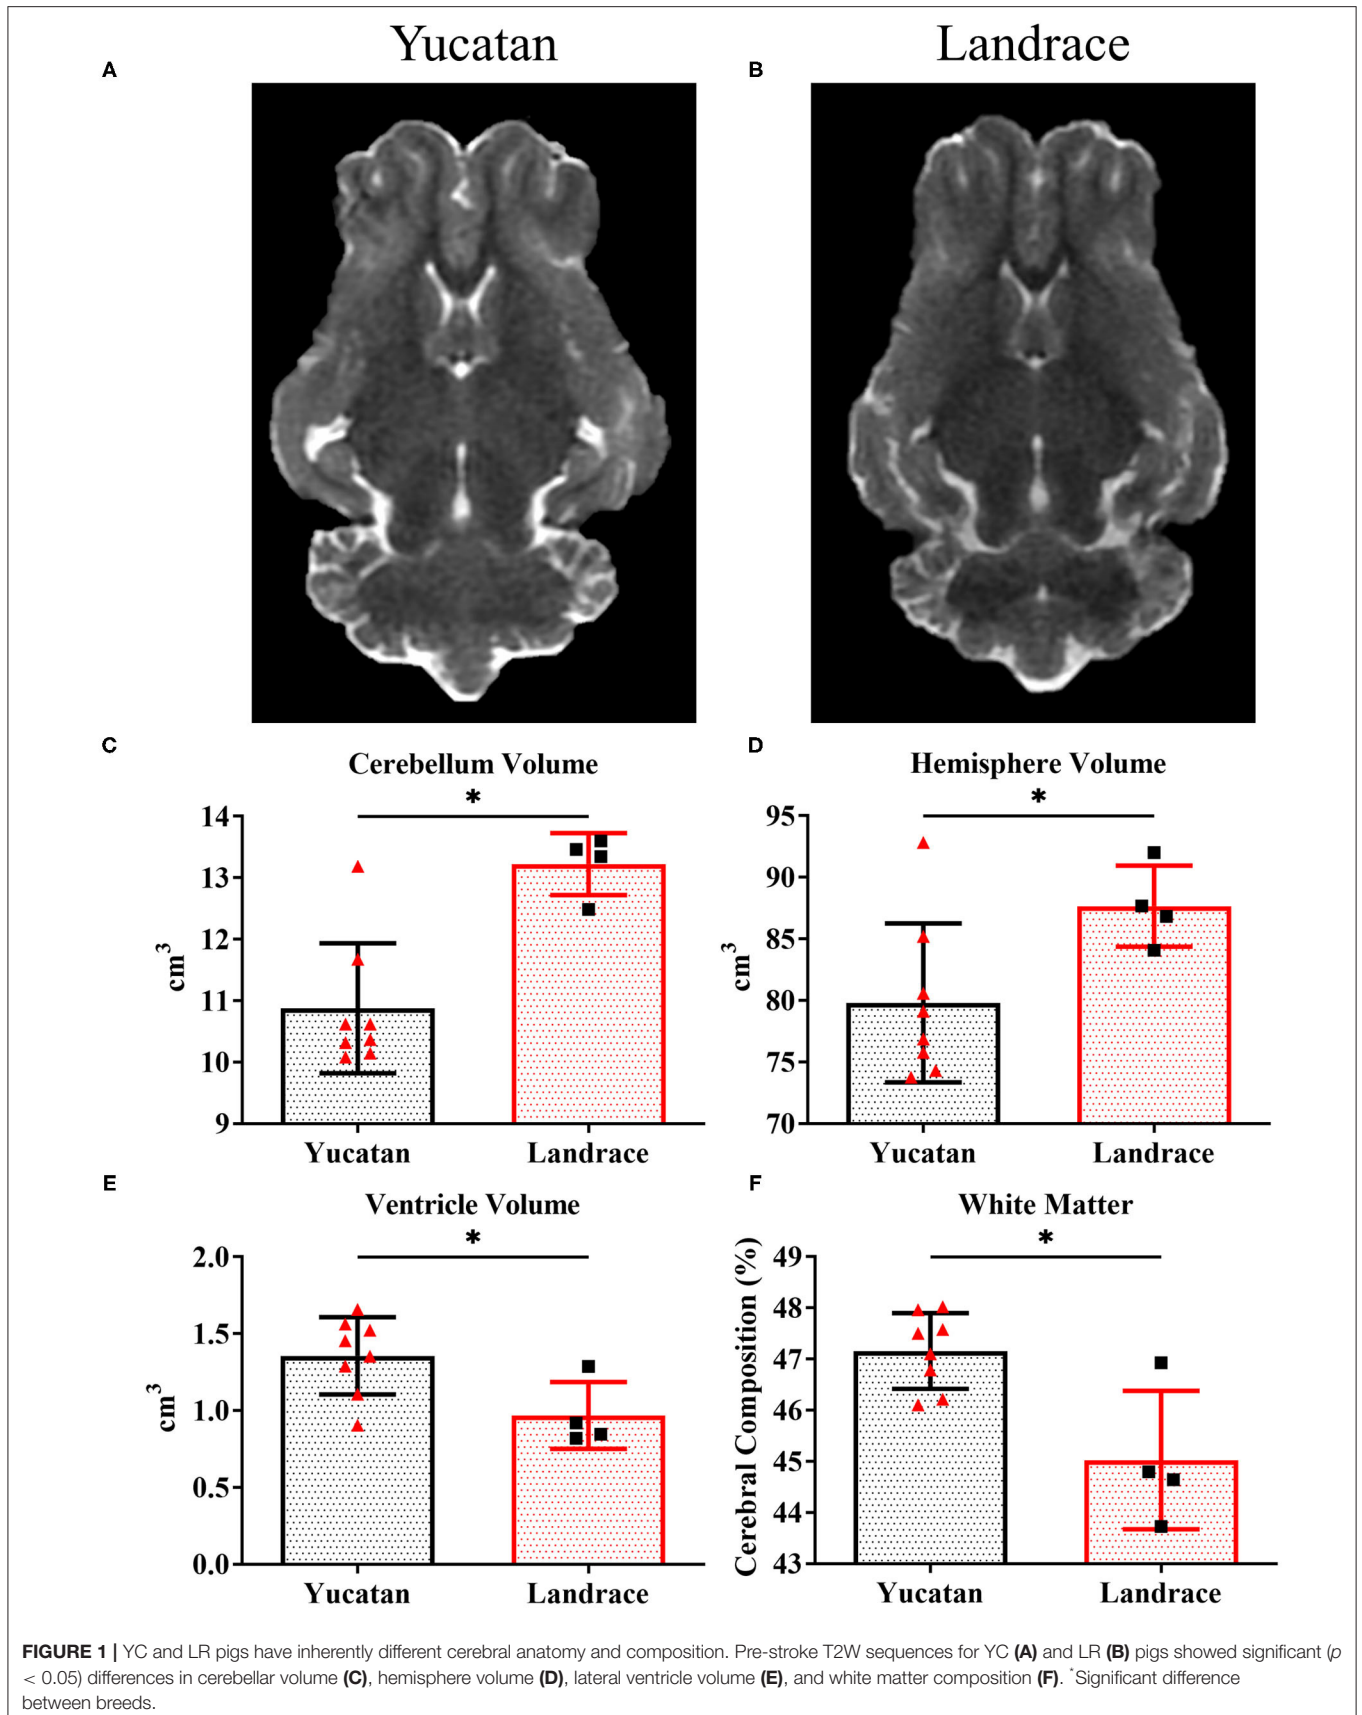 Yucatan
Landrace
A
B
C
Cerebellum Volume
*
14
13
12
11
10
9
cm³
Yucatan
Landrace
D
Hemisphere Volume
*
95
90
85
80
75
70
cm³
Yucatan
Landrace
E
Ventricle Volume
*
2.0
1.5
1.0
0.5
0.0
cm³
Yucatan
Landrace
F
White Matter
*
49
48
47
46
45
44
43
Cerebral Composition (%)
Yucatan
Landrace
FIGURE 1 | YC and LR pigs have inherently different cerebral anatomy and composition. Pre-stroke T2W sequences for YC (A) and LR (B) pigs showed significant (p
< 0.05) differences in cerebellar volume (C), hemisphere volume (D), lateral ventricle volume (E), and white matter composition (F). *Significant difference
between breeds.